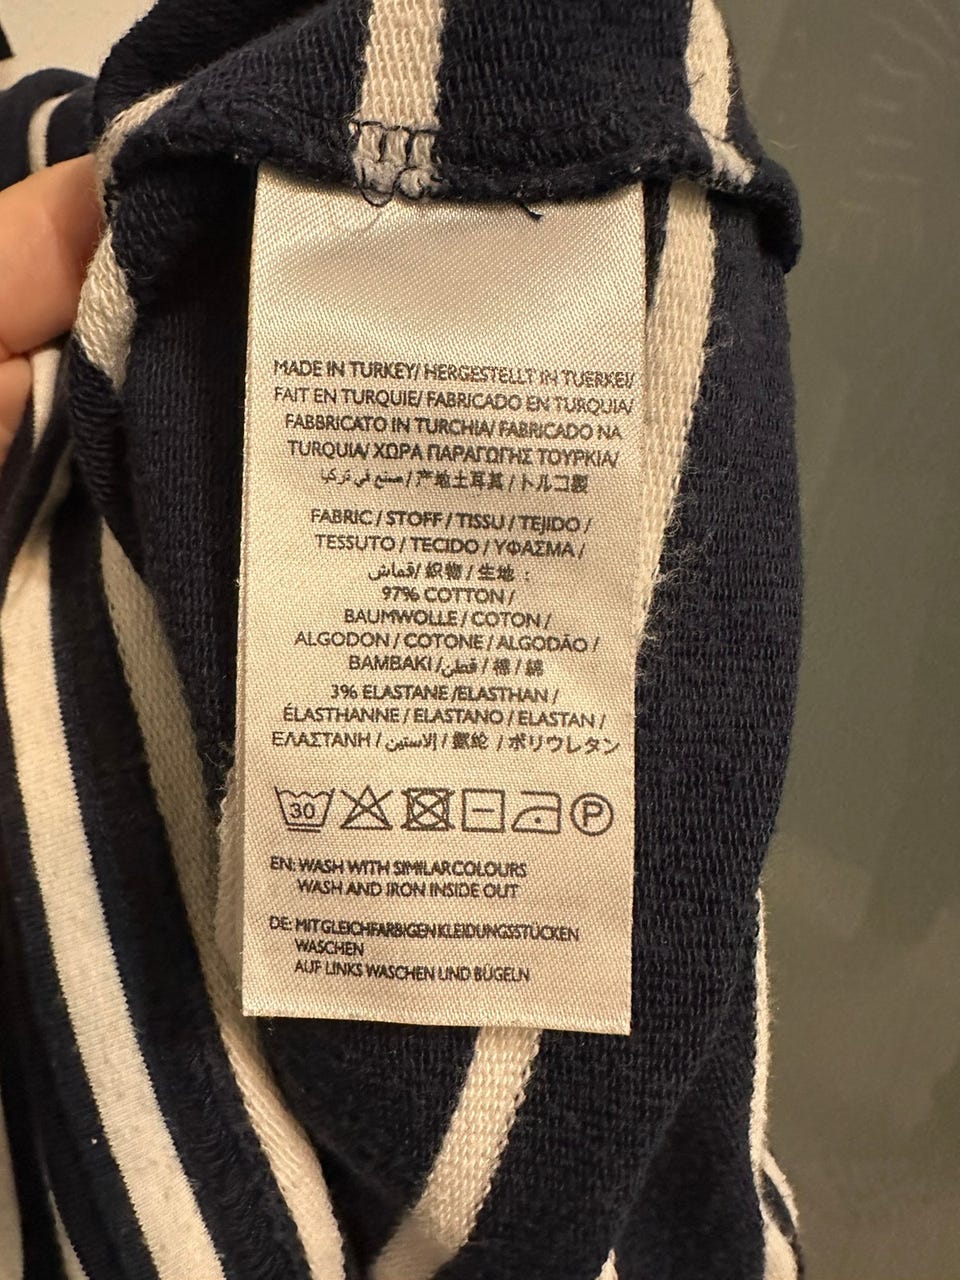 MADE IN TURKEY/ HERGESTELLT IN TUERKEI/
FAIT EN TURQUIE/ FABRICADO EN TURQUIA/
FABBRICATO IN TURCHIA/ FABRICADO NA
TURQUIA/ ΧΩΡΑ ΠΑΡΑΓΩΓΗΣ ΤΟΥΡΚΙΑ/
صنع في تركيا / 产地土耳其 / トルコ製
FABRIC / STOFF / TISSU / TEJIDO /
TESSUTO / TECIDO / ΥΦΑΣΜΑ /
قماش/ 织物 / 生地 :
97% COTTON /
BAUMWOLLE / COTON /
ALGODON / COTONE / ALGODÃO /
BAMBAKI /قطن / 棉 / 綿
3% ELASTANE /ELASTHAN /
ÉLASTHANNE / ELASTANO / ELASTAN /
ΕΛΑΣΤΑΝΗ / الاستين / 氨纶 / ポリウレタン
30 P
EN: WASH WITH SIMILAR COLOURS
WASH AND IRON INSIDE OUT
DE: MIT GLEICHFARBIGEN KLEIDUNGSSTÜCKEN
WASCHEN
AUF LINKS WASCHEN UND BÜGELN